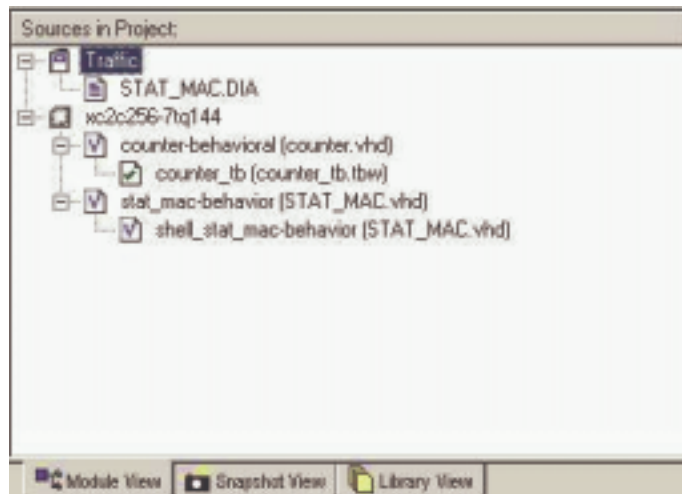 Sources in Project:
Traffic
STAT_MAC.DIA
xc2c256-7tq144
counter-behavioral (counter.vhd)
counter_tb (counter_tb.tbw)
stat_mac-behavior (STAT_MAC.vhd)
shell_stat_mac-behavior (STAT_MAC.vhd)
Module View Snapshot View Library View